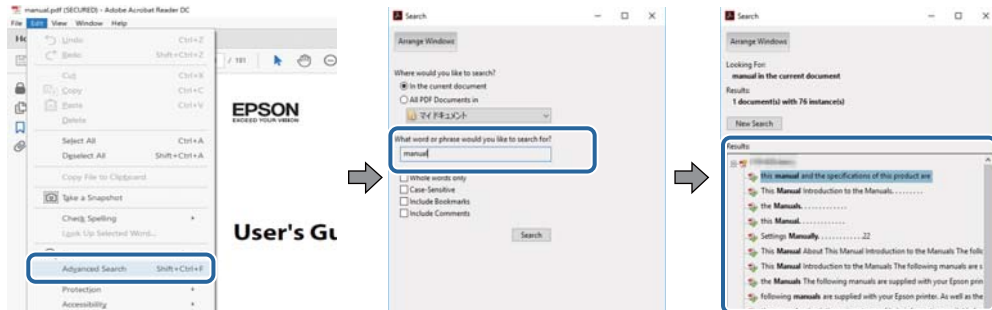 manual.pdf (SECURED) - Adobe Acrobat Reader DC
File Edit View Window Help
Undo Ctrl+Z
Redo Shift+Ctrl+Z
Cut Ctrl+X
Copy Ctrl+C
Paste Ctrl+V
Delete
Select All Ctrl+A
Deselect All Shift+Ctrl+A
Copy File to Clipboard
Take a Snapshot
Check Spelling
Look Up Selected Word...
Advanced Search Shift+Ctrl+F
Protection
Accessibility
/ 191
EPSON
EXCEED YOUR VISION
User's Gu
Search
Arrange Windows
Where would you like to search?
In the current document
All PDF Documents in
マイ ドキュメント
What word or phrase would you like to search for?
manual
Whole words only
Case-Sensitive
Include Bookmarks
Include Comments
Search
Search
Arrange Windows
Looking For:
manual in the current document
Results:
1 document(s) with 76 instance(s)
New Search
Results:
this manual and the specifications of this product are
This Manual Introduction to the Manuals. . . . . . . . .
the Manuals. . . . . . . . . . . . .
this Manual. . . . . . . . . . . . .
Settings Manually. . . . . . . . . . . . .22
This Manual About This Manual Introduction to the Manuals The follo
This Manual Introduction to the Manuals The following manuals are s
the Manuals The following manuals are supplied with your Epson prin
following manuals are supplied with your Epson printer. As well as the